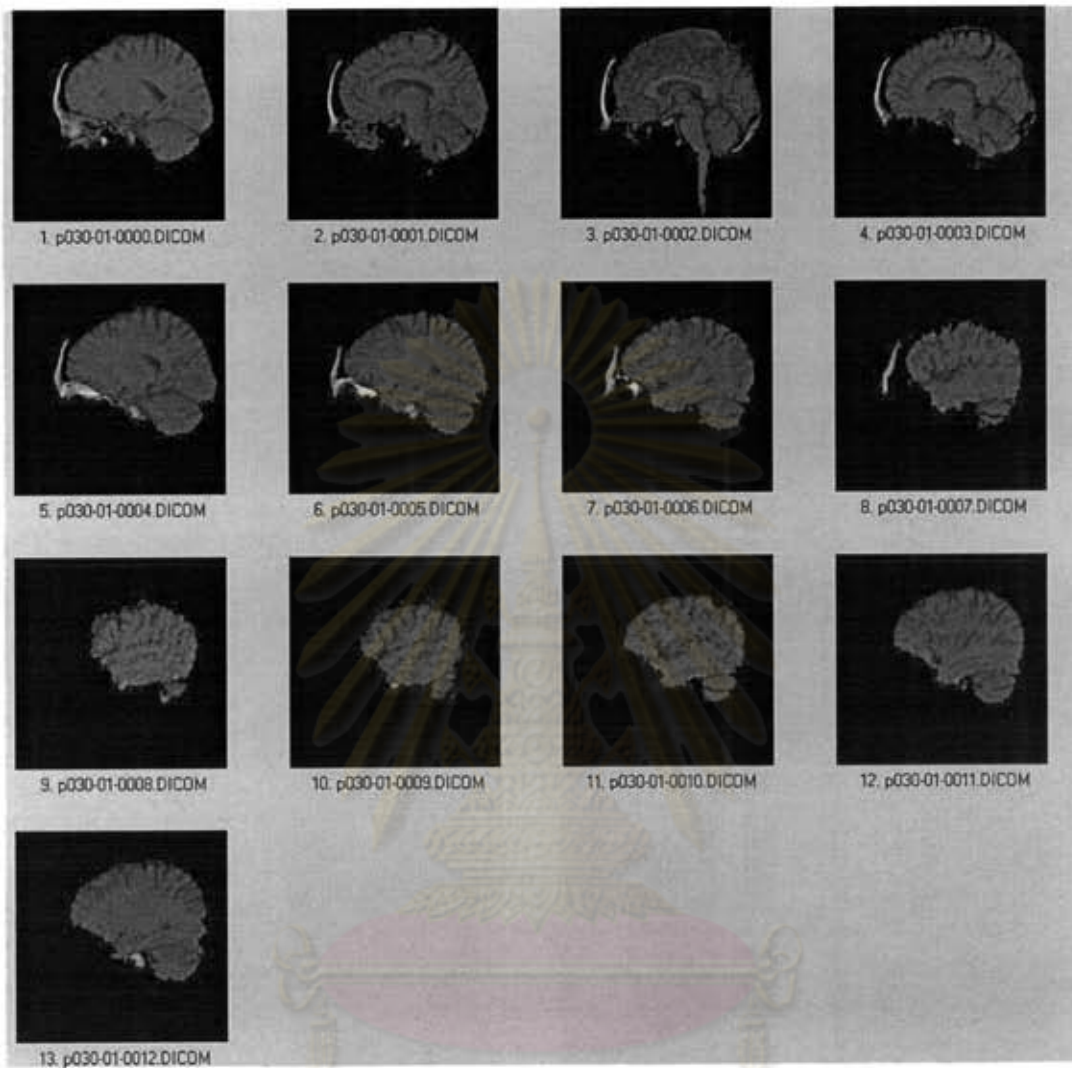 1. p030-01-0000.DICOM
2. p030-01-0001.DICOM
3. p030-01-0002.DICOM
4. p030-01-0003.DICOM
5. p030-01-0004.DICOM
6. p030-01-0005.DICOM
7. p030-01-0006.DICOM
8. p030-01-0007.DICOM
9. p030-01-0008.DICOM
10. p030-01-0009.DICOM
11. p030-01-0010.DICOM
12. p030-01-0011.DICOM
13. p030-01-0012.DICOM